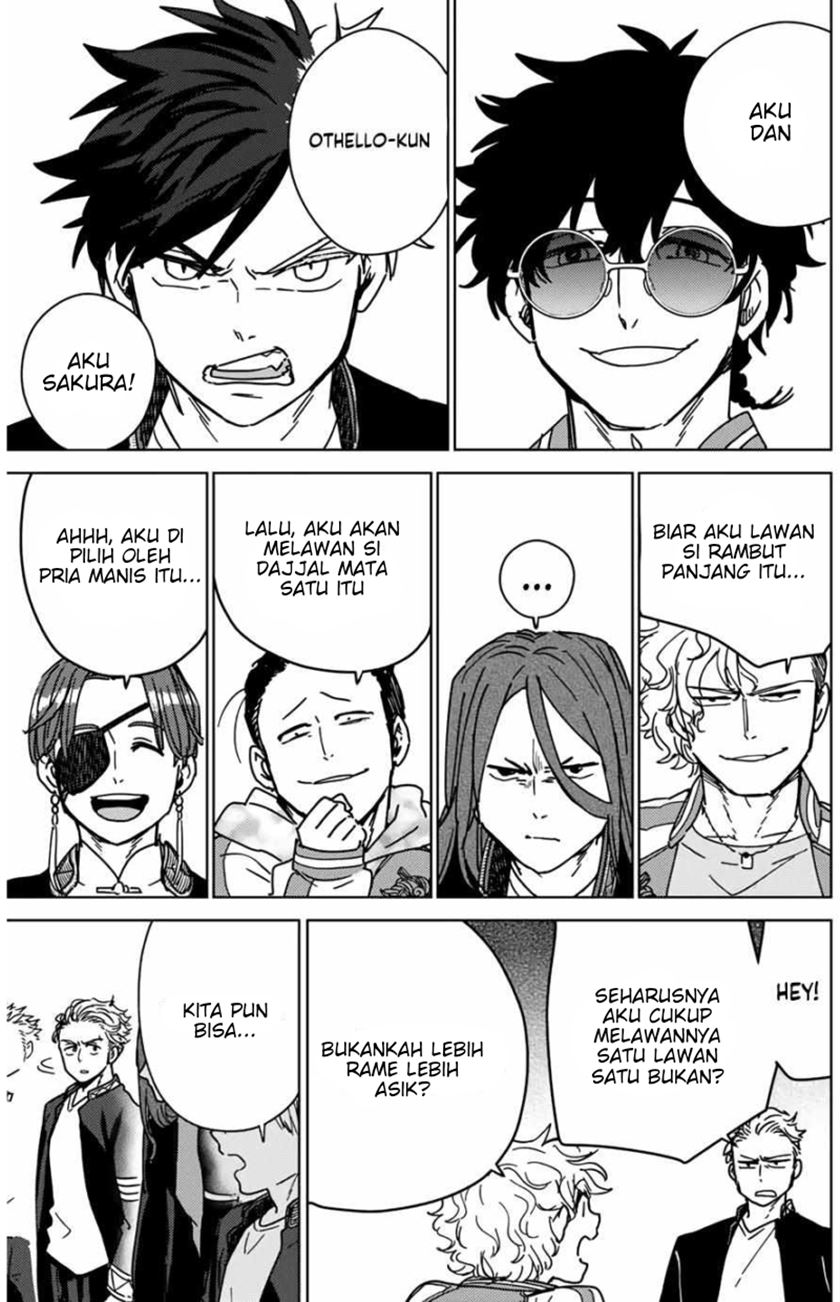 AKU
DAN
OTHELLO-KUN
AKU
SAKURA!
BIAR AKU LAWAN
SI RAMBUT
PANJANG ITU...
...
LALU, AKU AKAN
MELAWAN SI
DAJJAL MATA
SATU ITU
AHHH, AKU DI
PILIH OLEH
PRIA MANIS ITU...
HEY!
SEHARUSNYA
AKU CUKUP
MELAWANNYA
SATU LAWAN
SATU BUKAN?
BUKANKAH LEBIH
RAME LEBIH
ASIK?
KITA PUN
BISA...